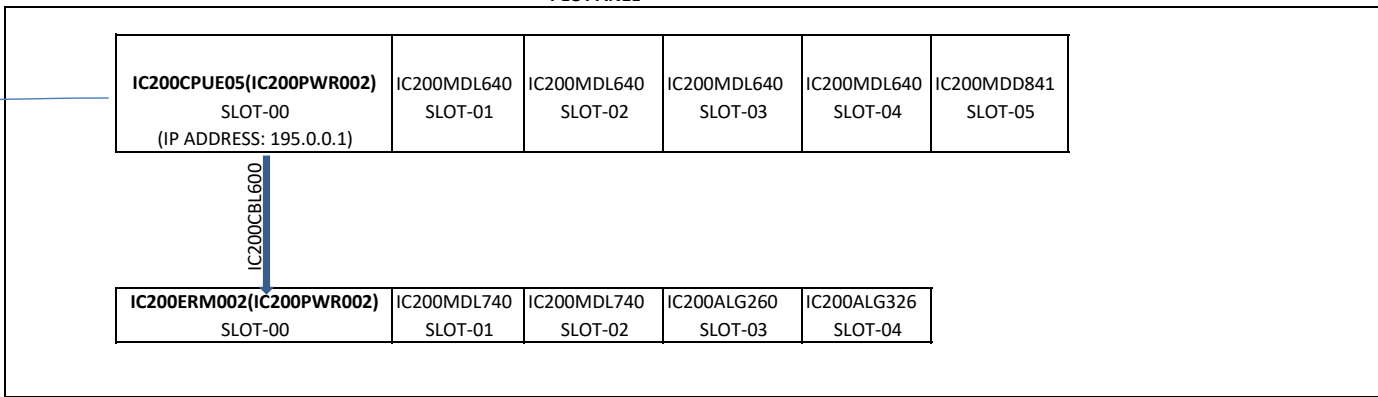 IC200CPUE05(IC200PWR002)
SLOT-00
(IP ADDRESS: 195.0.0.1)
IC200MDL640
SLOT-01
IC200MDL640
SLOT-02
IC200MDL640
SLOT-03
IC200MDL640
SLOT-04
IC200MDD841
SLOT-05
IC200CBL600
IC200ERM002(IC200PWR002)
SLOT-00
IC200MDL740
SLOT-01
IC200MDL740
SLOT-02
IC200ALG260
SLOT-03
IC200ALG326
SLOT-04